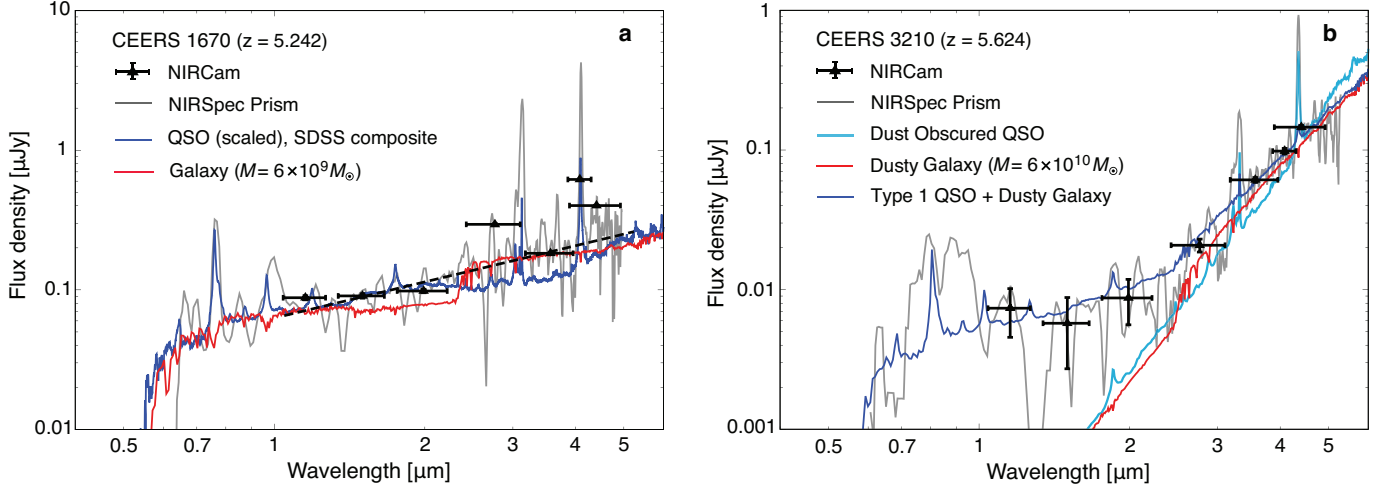 CEERS 1670 (z = 5.242)
a
NIRCam
NIRSpec Prism
QSO (scaled), SDSS composite
Galaxy (M = 6×10⁹M⊙)
10
1
0.1
0.01
Flux density [μJy]
0.5
0.7
1
2
3
4
5
Wavelength [μm]
CEERS 3210 (z = 5.624)
b
NIRCam
NIRSpec Prism
Dust Obscured QSO
Dusty Galaxy (M = 6×10¹⁰M⊙)
Type 1 QSO + Dusty Galaxy
1
0.1
0.01
0.001
Flux density [μJy]
0.5
0.7
1
2
3
4
5
Wavelength [μm]